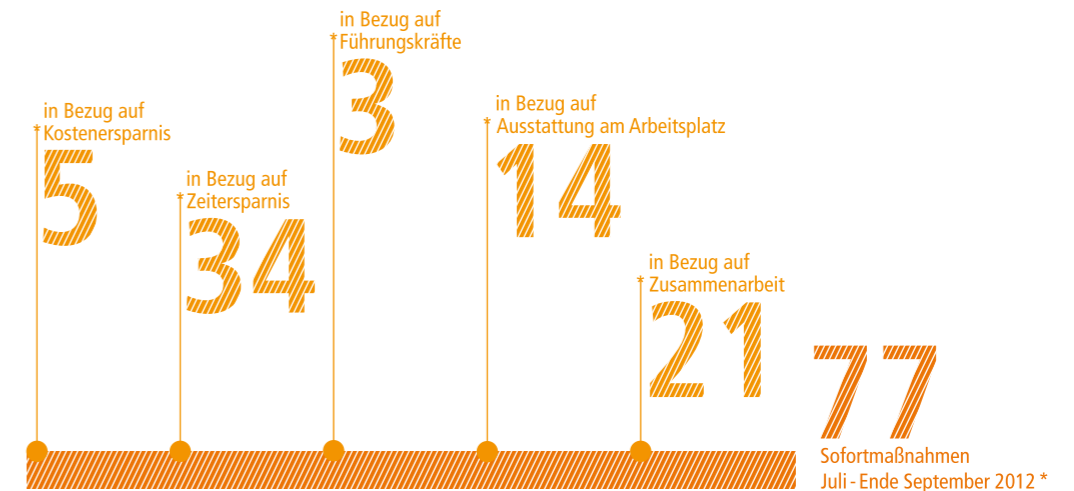 in Bezug auf
* Kostenersparnis
5
in Bezug auf
* Zeitersparnis
34
in Bezug auf
* Führungskräfte
3
in Bezug auf
* Ausstattung am Arbeitsplatz
14
in Bezug auf
* Zusammenarbeit
21
77
Sofortmaßnahmen
Juli - Ende September 2012 *